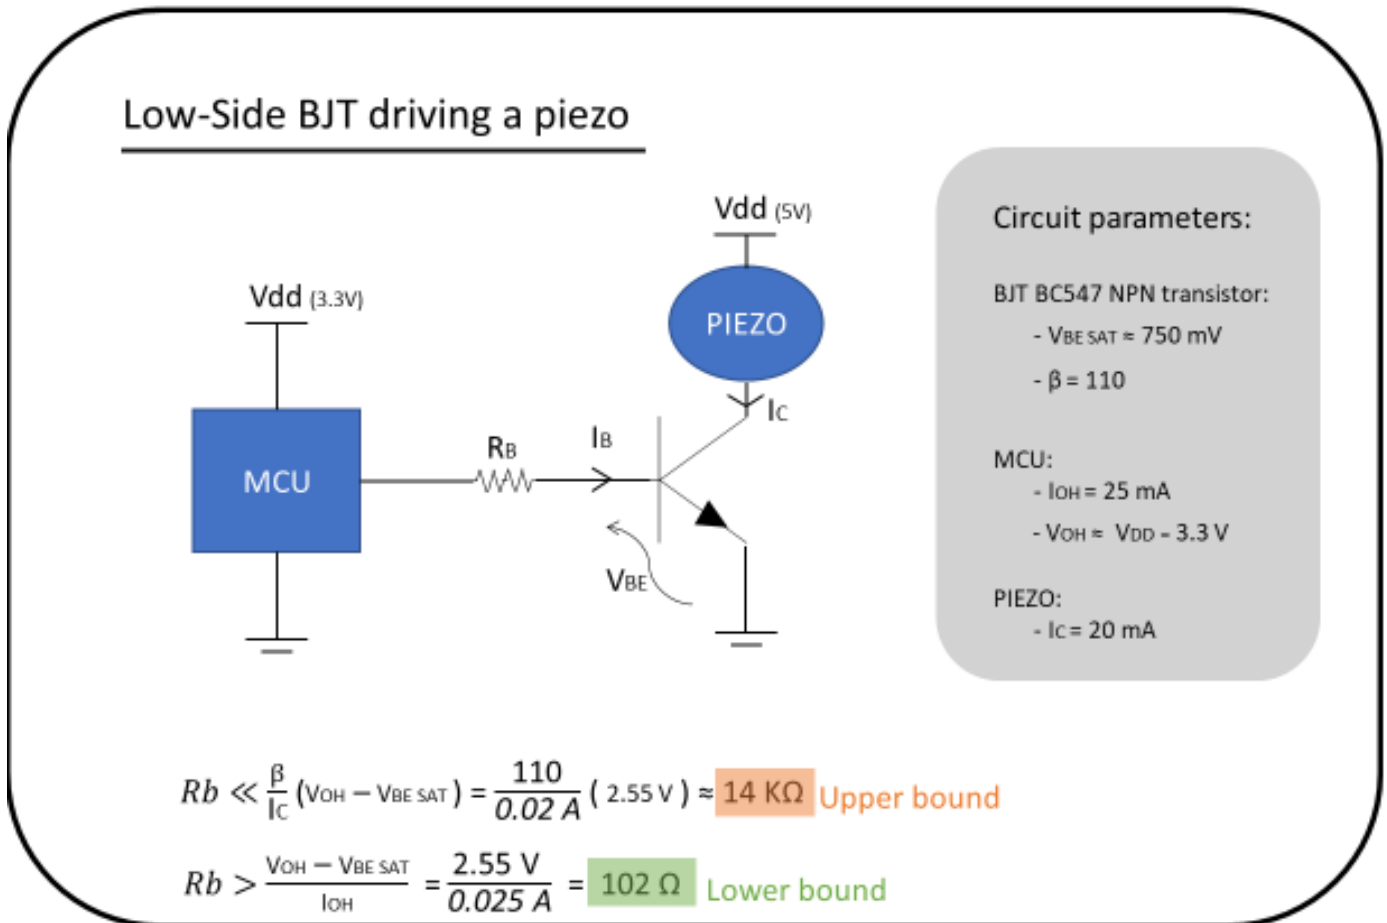 Low-Side BJT driving a piezo
Vdd (5V)
Circuit parameters:
Vdd (3.3V)
BJT BC547 NPN transistor:
PIEZO
- VBE SAT ≈ 750 mV
- β = 110
IC
RB
IB
MCU
MCU:
- IOH = 25 mA
- VOH ≈ VDD – 3.3 V
VBE
PIEZO:
- IC = 20 mA
Rb ≪ β/IC (VOH – VBE SAT) = 110/0.02 A ( 2.55 V ) ≈ 14 KΩ Upper bound
Rb > VOH – VBE SAT/IOH = 2.55 V/0.025 A = 102 Ω Lower bound